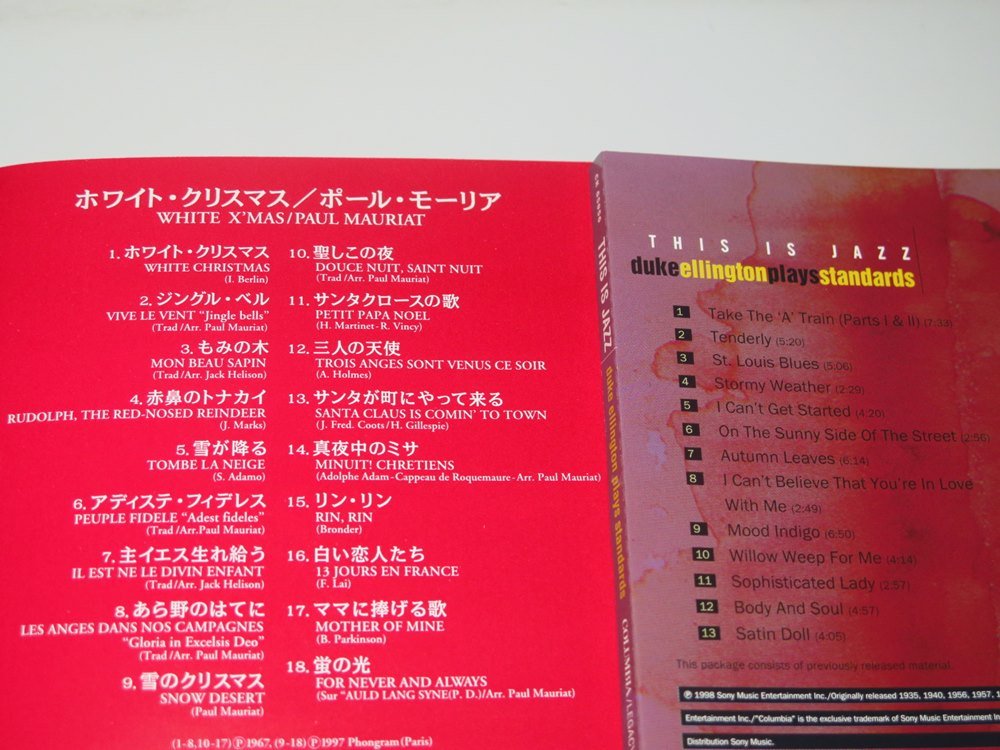 ホワイト・クリスマス／ポール・モーリア
WHITE X'MAS/PAUL MAURIAT
1. ホワイト・クリスマス
WHITE CHRISTMAS
(I. Berlin)
2. ジングル・ベル
VIVE LE VENT "Jingle bells"
(Trad/Arr. Paul Mauriat)
3. もみの木
MON BEAU SAPIN
(Trad/Arr. Jack Helison)
4. 赤鼻のトナカイ
RUDOLPH, THE RED-NOSED REINDEER
(J. Marks)
5. 雪が降る
TOMBE LA NEIGE
(S. Adamo)
6. アディステ・フィデレス
PEUPLE FIDELE "Adest fideles"
(Trad/Arr. Paul Mauriat)
7. 主イエス生れ給う
IL EST NE LE DIVIN ENFANT
(Trad/Arr. Jack Helison)
8. あら野のはてに
LES ANGES DANS NOS CAMPAGNES
"Gloria in Excelsis Deo"
(Trad/Arr. Paul Mauriat)
9. 雪のクリスマス
SNOW DESERT
(Paul Mauriat)
10. 聖しこの夜
DOUCE NUIT, SAINT NUIT
(Trad/Arr. Paul Mauriat)
11. サンタクロースの歌
PETIT PAPA NOEL
(H. Martinet-R. Vincy)
12. 三人の天使
TROIS ANGES SONT VENUS CE SOIR
(A. Holmes)
13. サンタが町にやって来る
SANTA CLAUS IS COMIN' TO TOWN
(J. Fred. Coots/H. Gillespie)
14. 真夜中のミサ
MINUIT! CHRETIENS
(Adolphe Adam-Cappeau de Roquemaure-Arr. Paul Mauriat)
15. リン・リン
RIN, RIN
(Bronder)
16. 白い恋人たち
13 JOURS EN FRANCE
(F. Lai)
17. ママに捧げる歌
MOTHER OF MINE
(B. Parkinson)
18. 蛍の光
FOR NEVER AND ALWAYS
(Sur "AULD LANG SYNE(P. D.)/Arr. Paul Mauriat)
(1-8,10-17)Ⓟ1967, (9-18)Ⓟ1997 Phongram(Paris)
THIS IS JAZZ duke ellington plays standards COLUMBIA/LEGACY
THIS IS JAZZ
dukeellingtonplaysstandards
1 Take The 'A' Train (Parts I & II) (7:33)
2 Tenderly (5:20)
3 St. Louis Blues (5:06)
4 Stormy Weather (2:29)
5 I Can't Get Started (4:20)
6 On The Sunny Side Of The Street (2:56)
7 Autumn Leaves (6:14)
8 I Can't Believe That You're In Love
With Me (2:49)
9 Mood Indigo (6:50)
10 Willow Weep For Me (4:14)
11 Sophisticated Lady (2:57)
12 Body And Soul (4:57)
13 Satin Doll (4:05)
This package consists of previously released material.
Ⓟ 1998 Sony Music Entertainment Inc./Originally released 1935, 1940, 1956, 1957, 1
Entertainment Inc./"Columbia" is the exclusive trademark of Sony Music Entertainm
Distribution Sony Music.